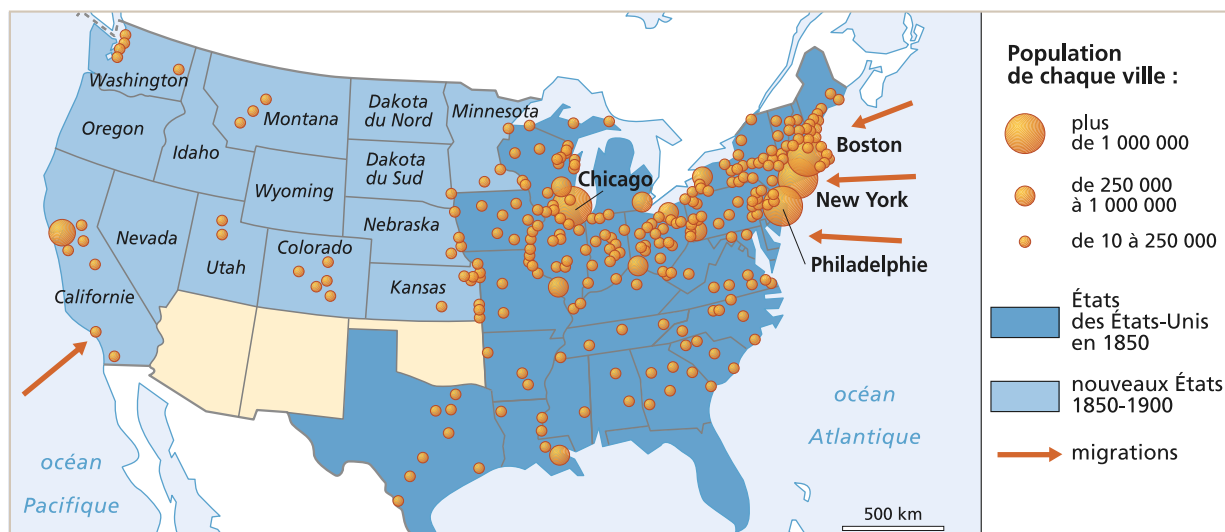 Washington
Oregon
Idaho
Montana
Dakota
du Nord
Minnesota
Dakota
du Sud
Wyoming
Nebraska
Nevada
Utah
Colorado
Kansas
Californie
Chicago
Boston
New York
Philadelphie
océan
Pacifique
océan
Atlantique
500 km
Population
de chaque ville :
plus
de 1 000 000
de 250 000
à 1 000 000
de 10 à 250 000
États
des États-Unis
en 1850
nouveaux États
1850-1900
migrations